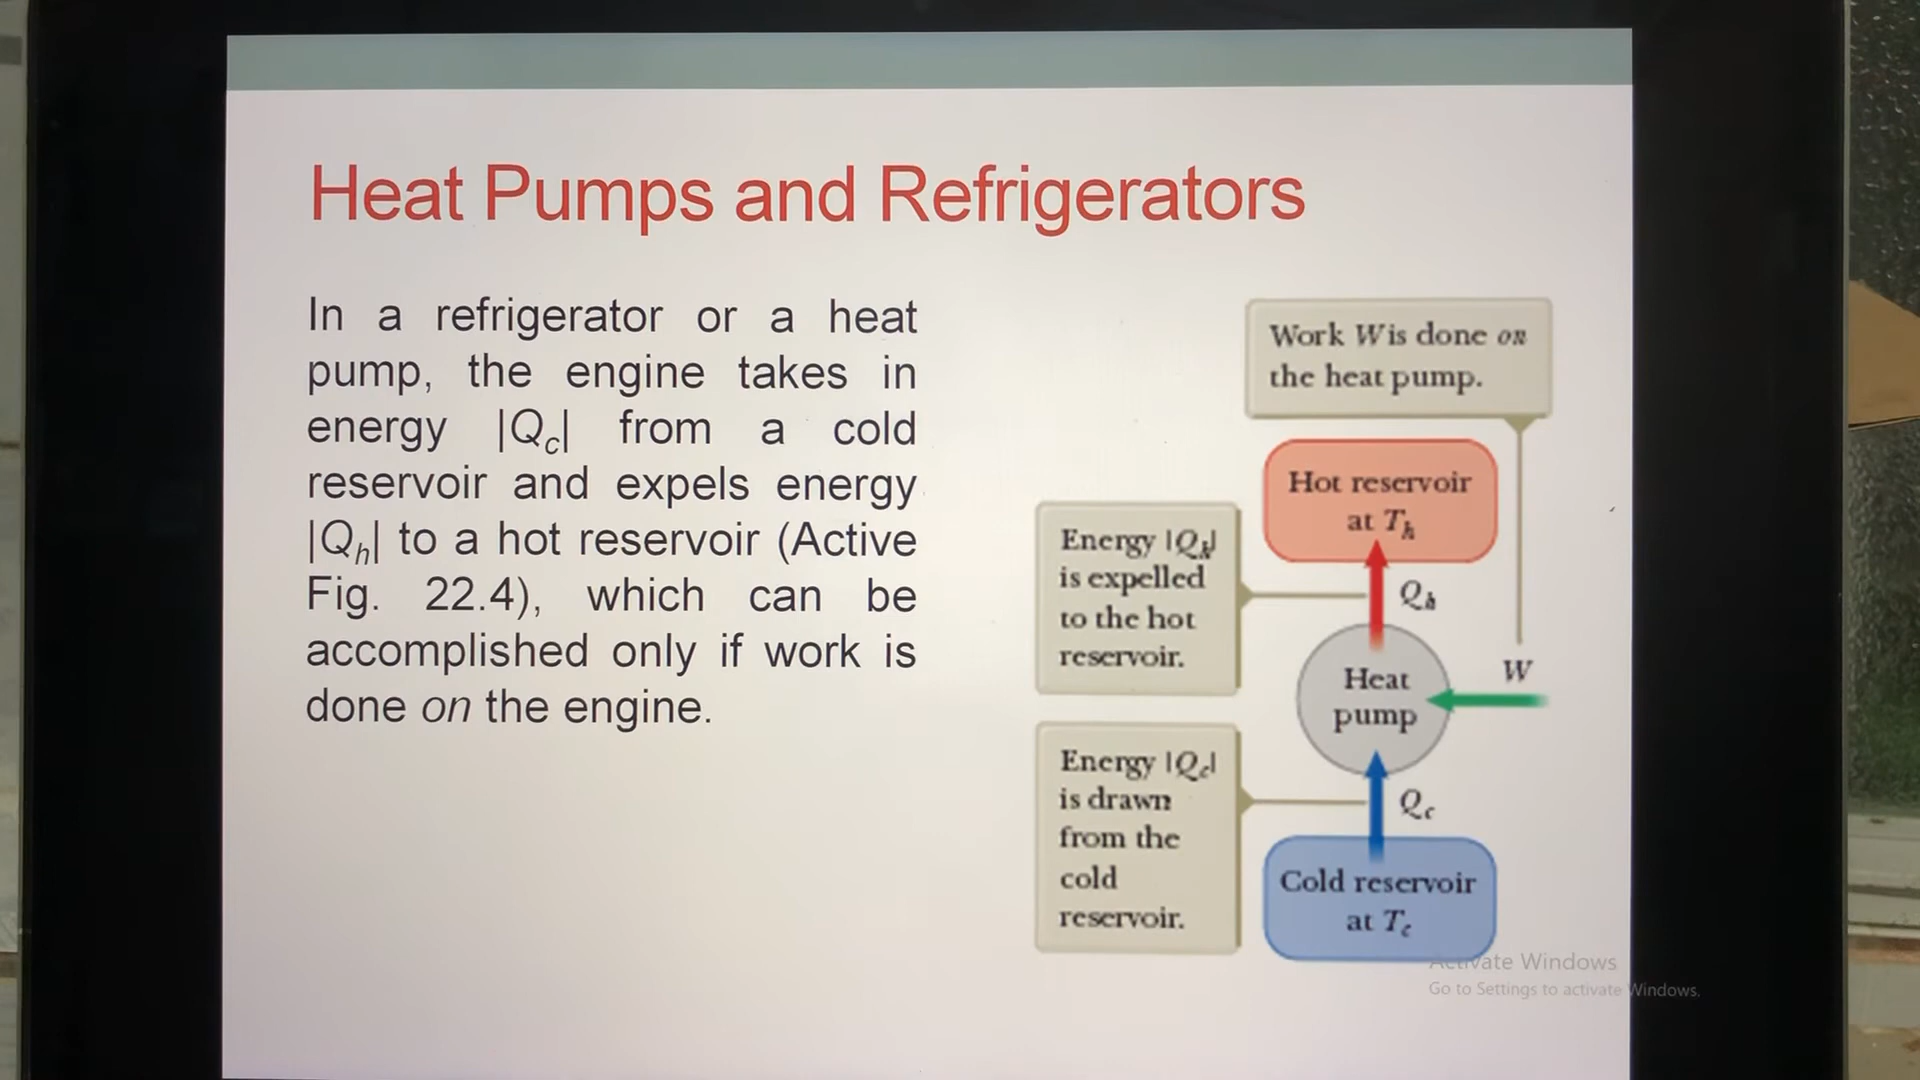 Heat Pumps and Refrigerators
In a refrigerator or a heat
pump, the engine takes in
energy |Qc| from a cold
reservoir and expels energy
|Qh| to a hot reservoir (Active
Fig. 22.4), which can be
accomplished only if work is
done on the engine.
Work W is done on
the heat pump.
Hot reservoir
at Th
Energy |Qh|
is expelled
to the hot
reservoir.
Qh
Heat
pump
W
Energy |Qc|
is drawn
from the
cold
reservoir.
Qc
Cold reservoir
at Tc
Activate Windows
Go to Settings to activate Windows.